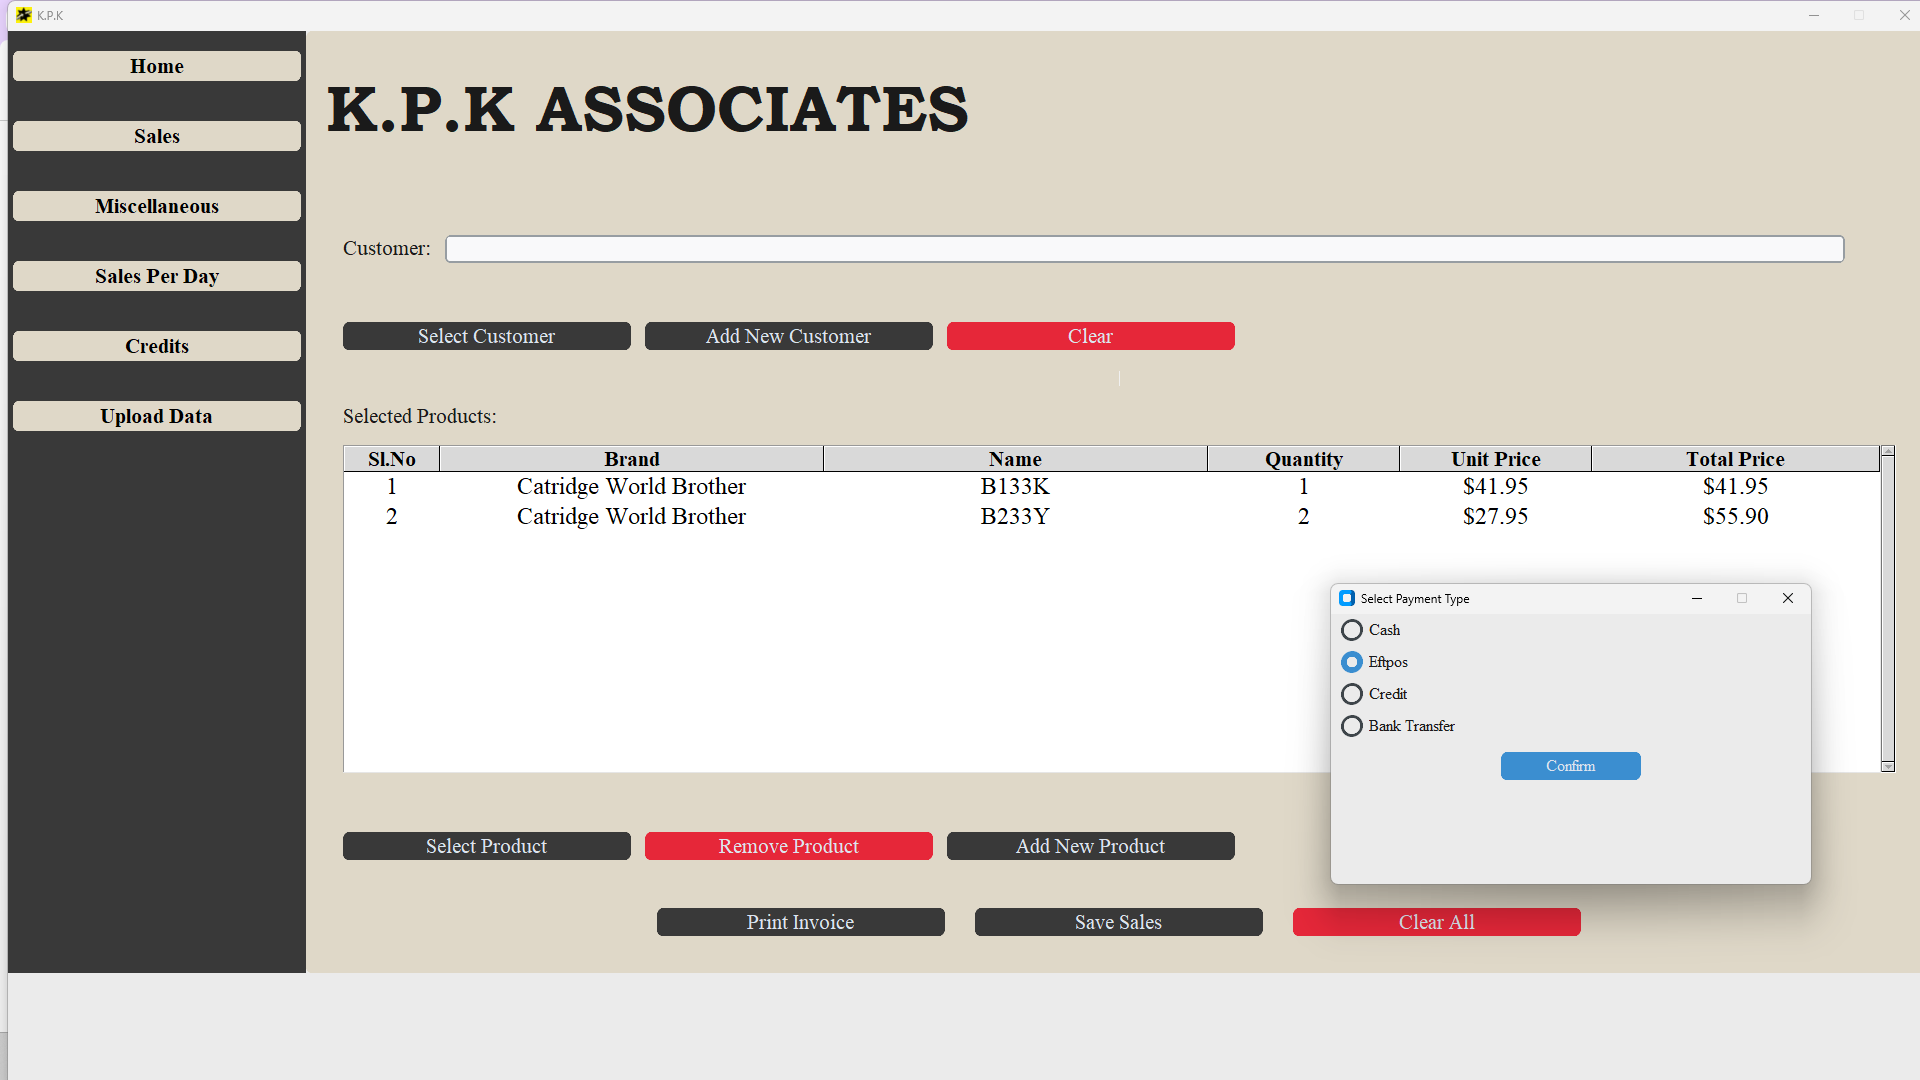 K.P.K
Home
Sales
Miscellaneous
Sales Per Day
Credits
Upload Data
K.P.K ASSOCIATES
Customer:
Select Customer Add New Customer Clear
Selected Products:
Sl.No Brand Name Quantity Unit Price Total Price
1 Catridge World Brother B133K 1 $41.95 $41.95
2 Catridge World Brother B233Y 2 $27.95 $55.90
Select Payment Type
Cash
Eftpos
Credit
Bank Transfer
Confirm
Select Product Remove Product Add New Product
Print Invoice Save Sales Clear All